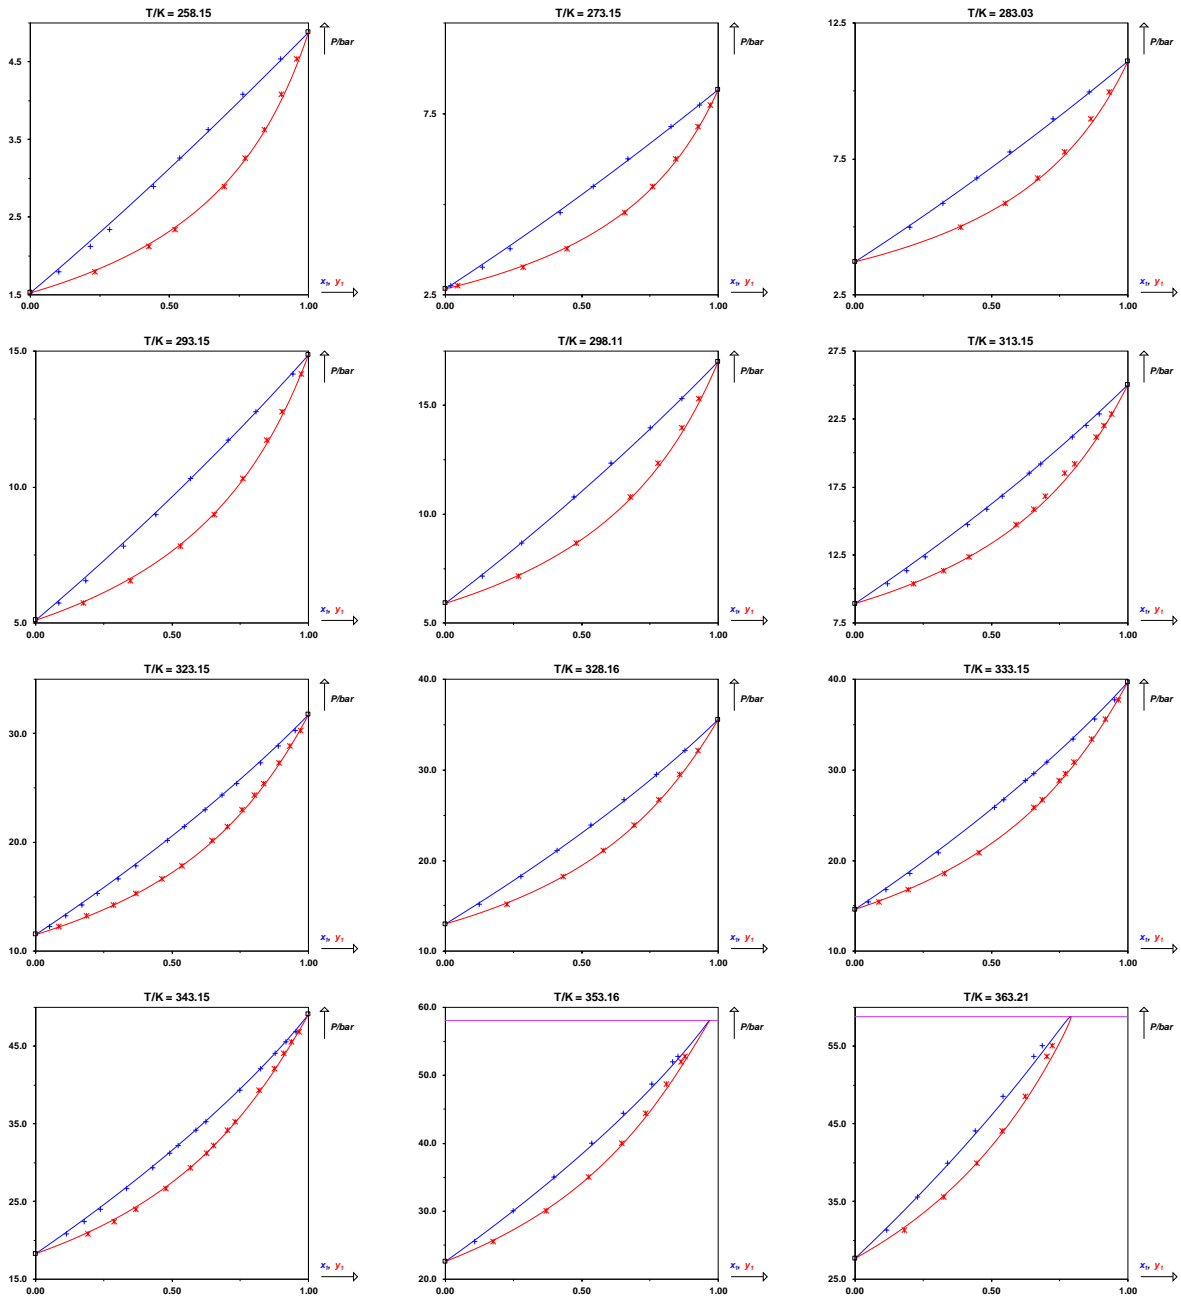 T/K = 258.15
P/bar
4.5
3.5
2.5
1.5
0.00 0.50 1.00
x₁, y₁
T/K = 273.15
P/bar
7.5
2.5
0.00 0.50 1.00
x₁, y₁
T/K = 283.03
P/bar
12.5
7.5
2.5
0.00 0.50 1.00
x₁, y₁
T/K = 293.15
P/bar
15.0
10.0
5.0
0.00 0.50 1.00
x₁, y₁
T/K = 298.11
P/bar
15.0
10.0
5.0
0.00 0.50 1.00
x₁, y₁
T/K = 313.15
P/bar
27.5
22.5
17.5
12.5
7.5
0.00 0.50 1.00
x₁, y₁
T/K = 323.15
P/bar
30.0
20.0
10.0
0.00 0.50 1.00
x₁, y₁
T/K = 328.16
P/bar
40.0
30.0
20.0
10.0
0.00 0.50 1.00
x₁, y₁
T/K = 333.15
P/bar
40.0
30.0
20.0
10.0
0.00 0.50 1.00
x₁, y₁
T/K = 343.15
P/bar
45.0
35.0
25.0
15.0
0.00 0.50 1.00
x₁, y₁
T/K = 353.16
P/bar
60.0
50.0
40.0
30.0
20.0
0.00 0.50 1.00
x₁, y₁
T/K = 363.21
P/bar
55.0
45.0
35.0
25.0
0.00 0.50 1.00
x₁, y₁